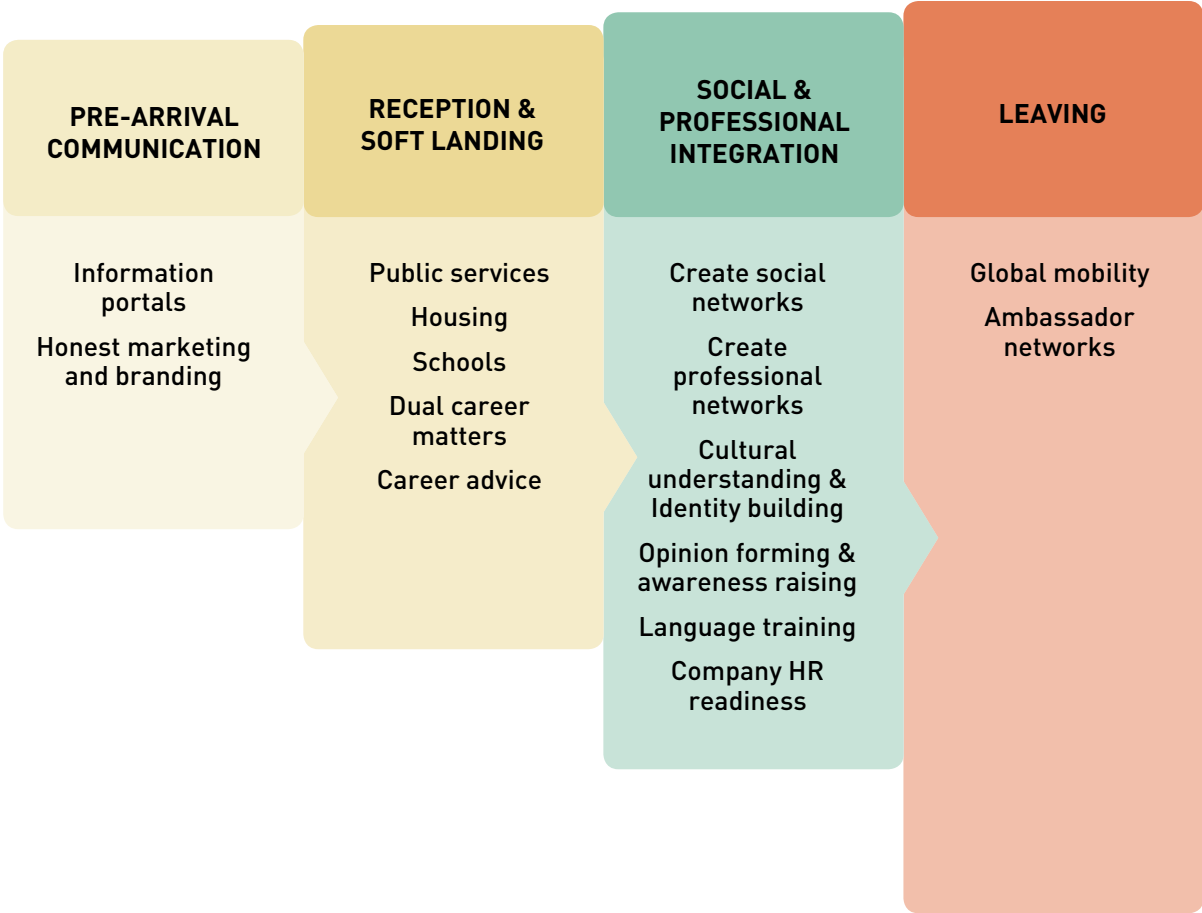 PRE-ARRIVAL
COMMUNICATION
Information
portals
Honest marketing
and branding
RECEPTION &
SOFT LANDING
Public services
Housing
Schools
Dual career
matters
Career advice
SOCIAL &
PROFESSIONAL
INTEGRATION
Create social
networks
Create
professional
networks
Cultural
understanding &
Identity building
Opinion forming &
awareness raising
Language training
Company HR
readiness
LEAVING
Global mobility
Ambassador
networks